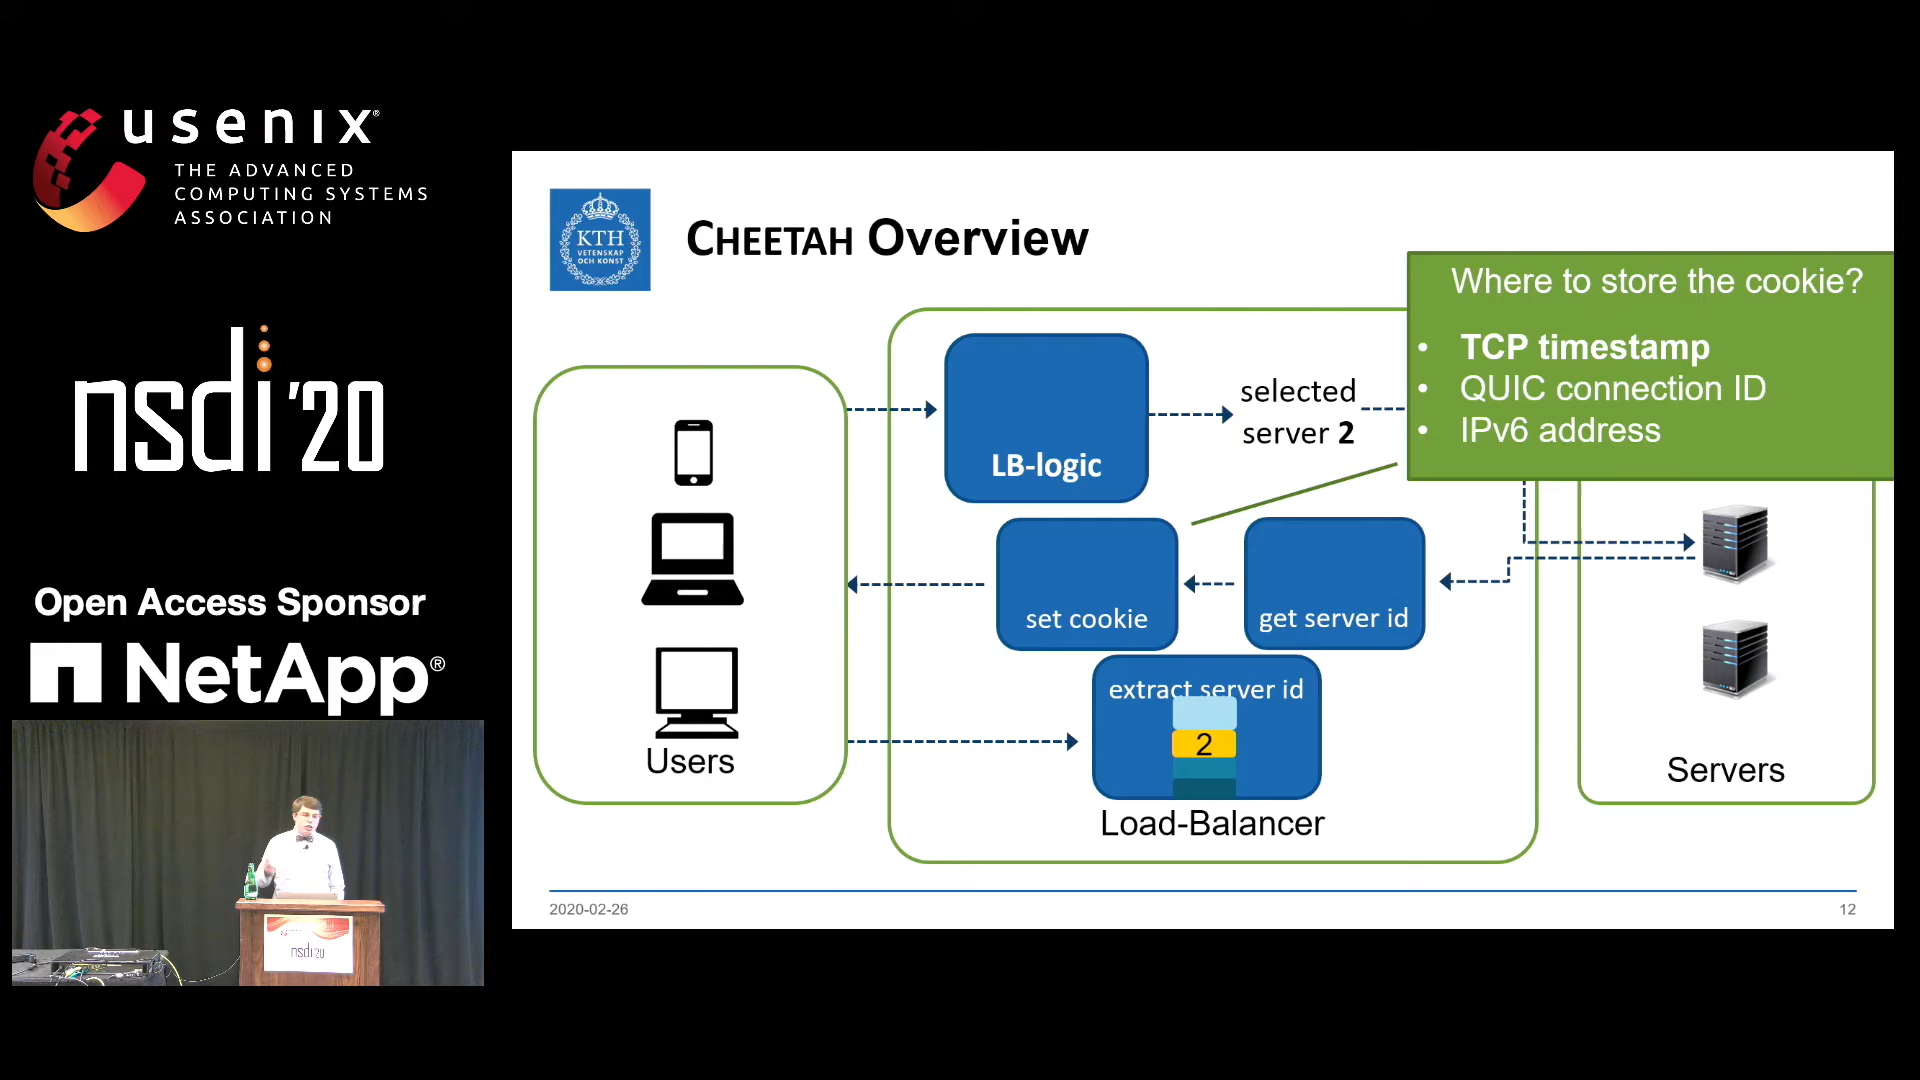 usenix®
THE ADVANCED
COMPUTING SYSTEMS
ASSOCIATION
nsdi '20
Open Access Sponsor
NetApp®
nsdi '20
KTH
VETENSKAP
OCH KONST
CHEETAH Overview
Where to store the cookie?
• TCP timestamp
• QUIC connection ID
• IPv6 address
selected
server 2
LB-logic
set cookie
get server id
extract server id
2
Users
Load-Balancer
Servers
2020-02-26
12